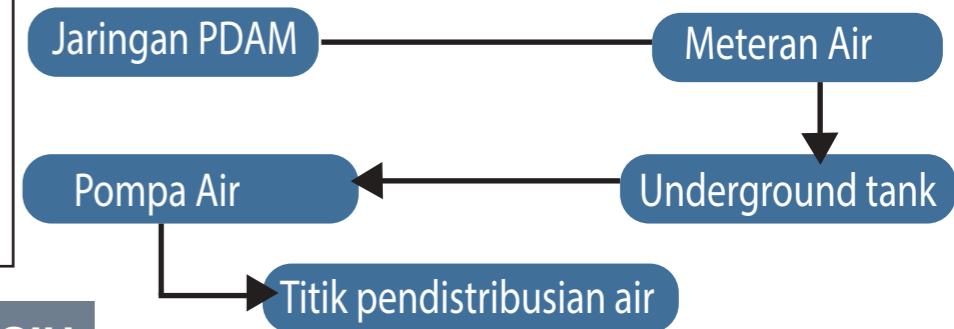 Jaringan PDAM
Meteran Air
Pompa Air
Underground tank
Titik pendistribusian air